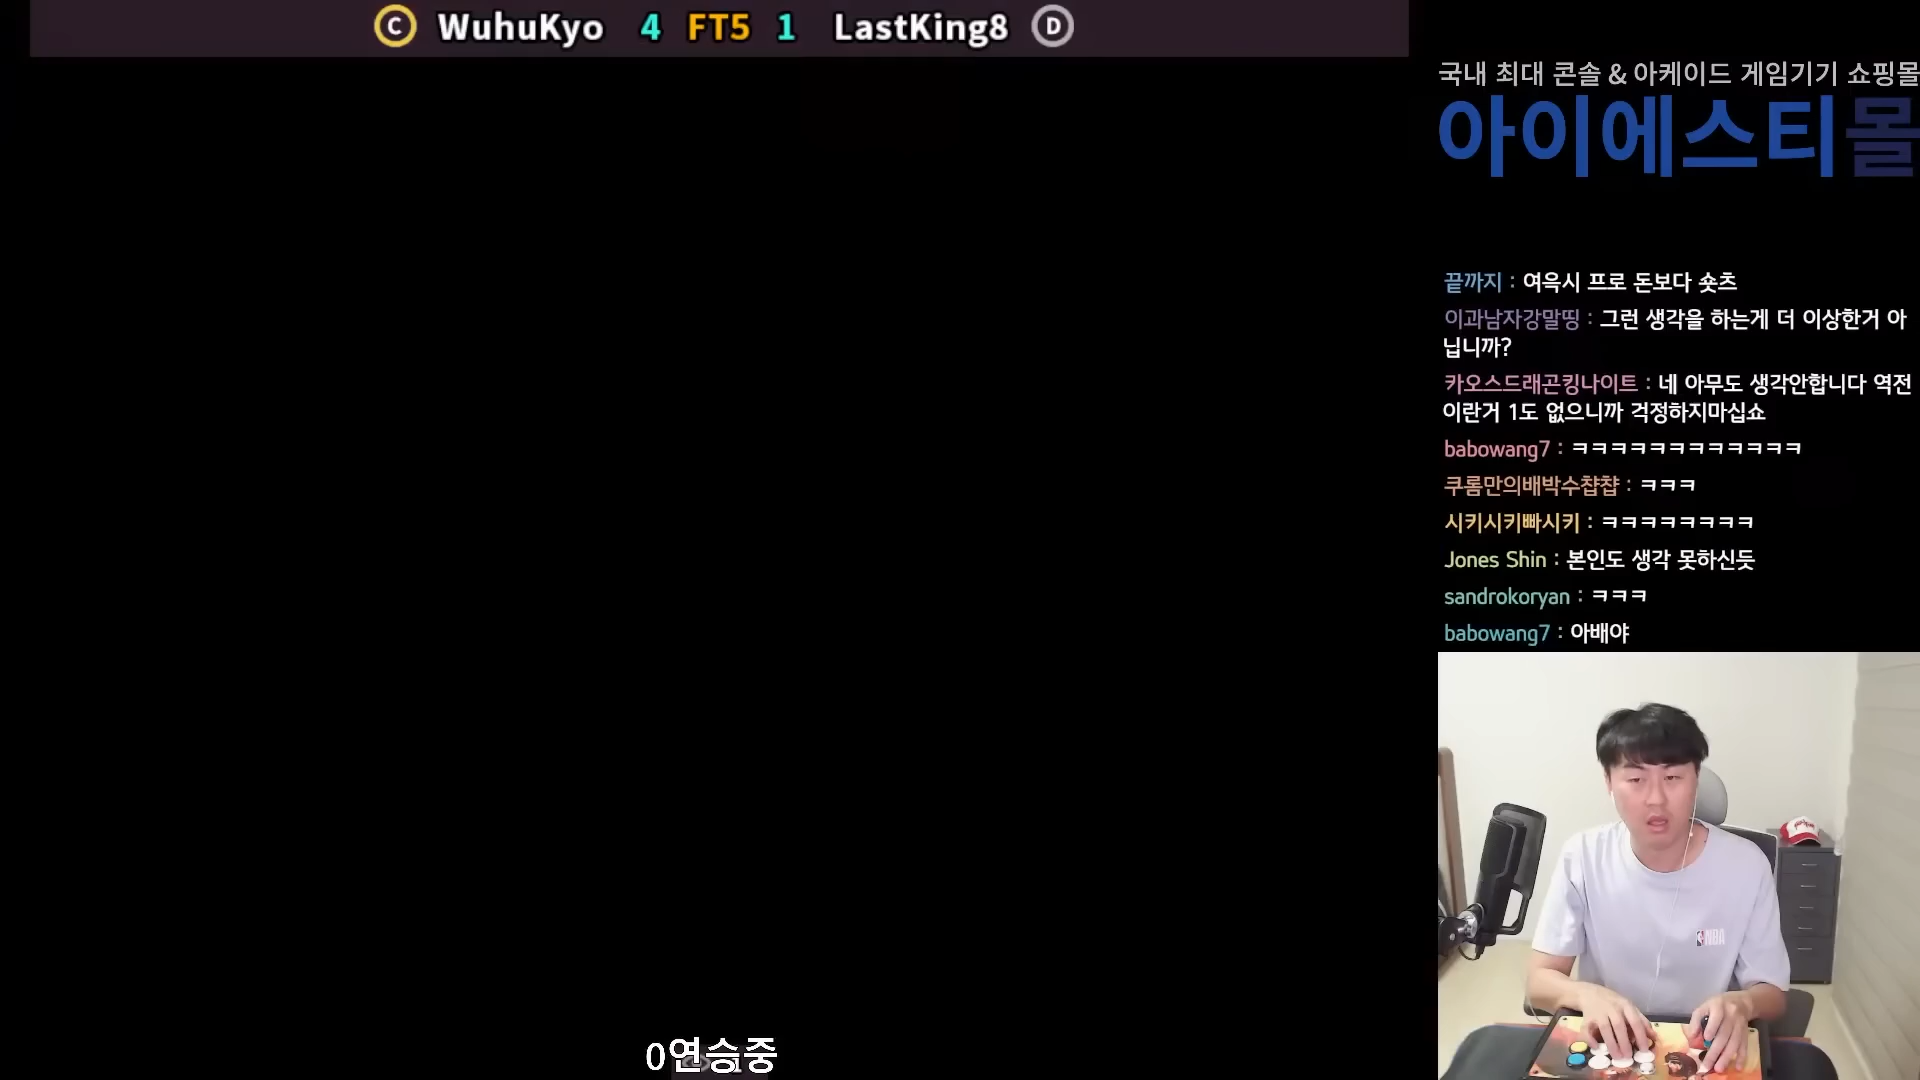 C WuhuKyo 4 FT5 1 LastKing8 D
국내 최대 콘솔 & 아케이드 게임기기 쇼핑몰
아이에스티몰
끝까지 : 여윽시 프로 돈보다 숏츠
이과남자강말띵 : 그런 생각을 하는게 더 이상한거 아
닙니까?
카오스드래곤킹나이트 : 네 아무도 생각안합니다 역전
이란거 1도 없으니까 걱정하지마십쇼
babowang7 : ㅋㅋㅋㅋㅋㅋㅋㅋㅋㅋㅋㅋ
쿠롬만의배박수챱챱 : ㅋㅋㅋ
시키시키빠시키 : ㅋㅋㅋㅋㅋㅋㅋㅋ
Jones Shin : 본인도 생각 못하신듯
sandrokoryan : ㅋㅋㅋ
babowang7 : 아배야
NBA
0연승중